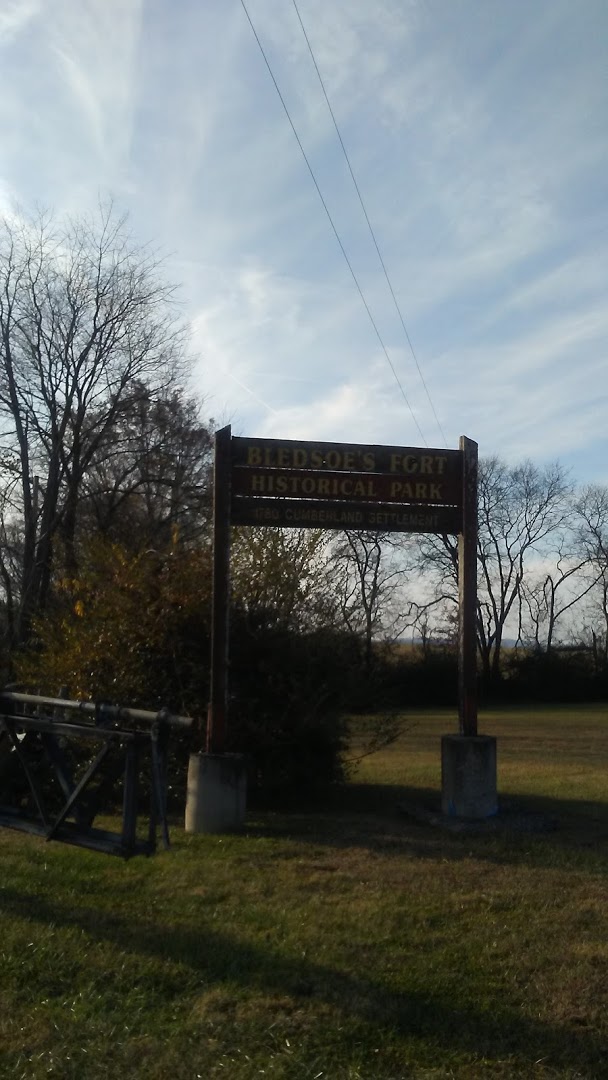 BLEDSOE'S FORT
HISTORICAL PARK
1780 CUMBERLAND SETTLEMENT